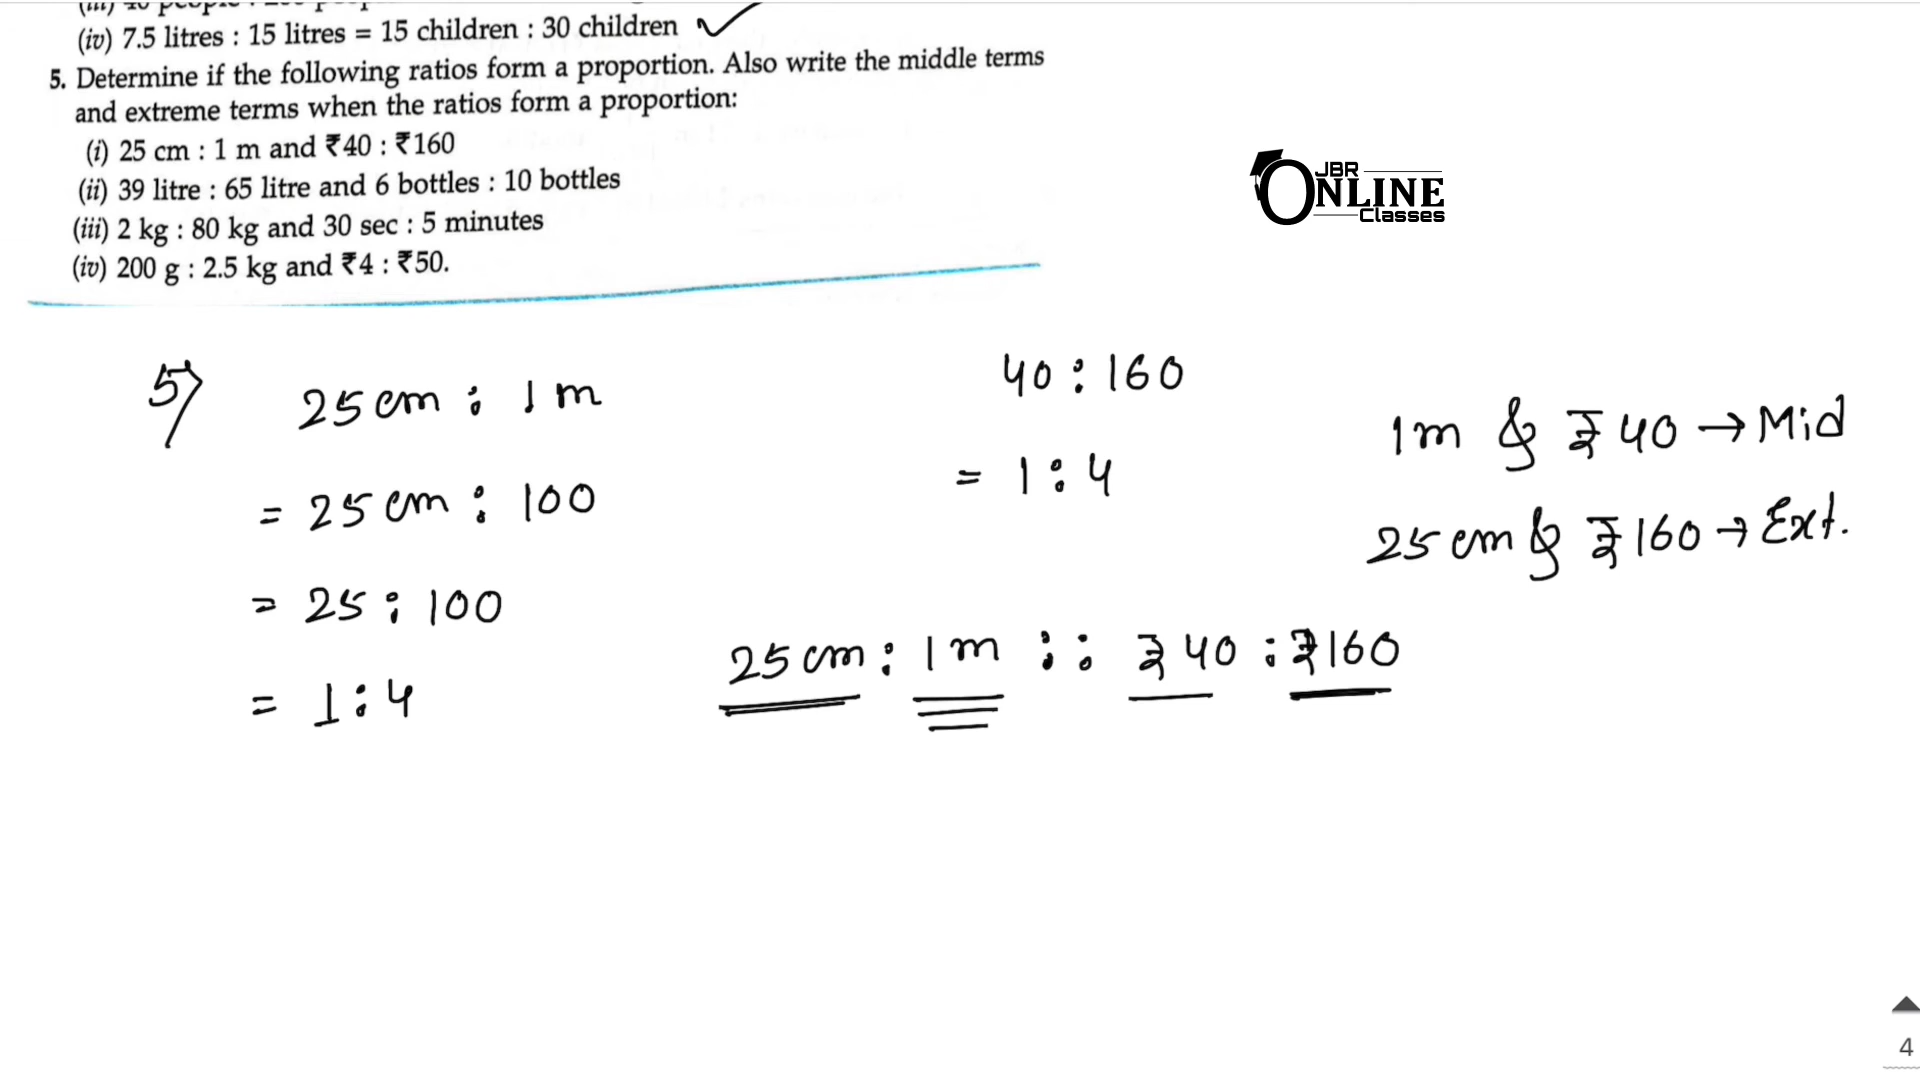 (iv) 7.5 litres : 15 litres = 15 children : 30 children
5. Determine if the following ratios form a proportion. Also write the middle terms
and extreme terms when the ratios form a proportion:
(i) 25 cm : 1 m and ₹40 : ₹160
(ii) 39 litre : 65 litre and 6 bottles : 10 bottles
(iii) 2 kg : 80 kg and 30 sec : 5 minutes
(iv) 200 g : 2.5 kg and ₹4 : ₹50.
JBR
ONLINE
Classes
5) 25 cm : 1 m
= 25 cm : 100
= 25 : 100
= 1 : 4
40 : 160
= 1 : 4
1 m & ₹ 40 → Mid
25 cm & ₹ 160 → Ext.
25 cm : 1 m :: ₹ 40 : ₹ 160
4